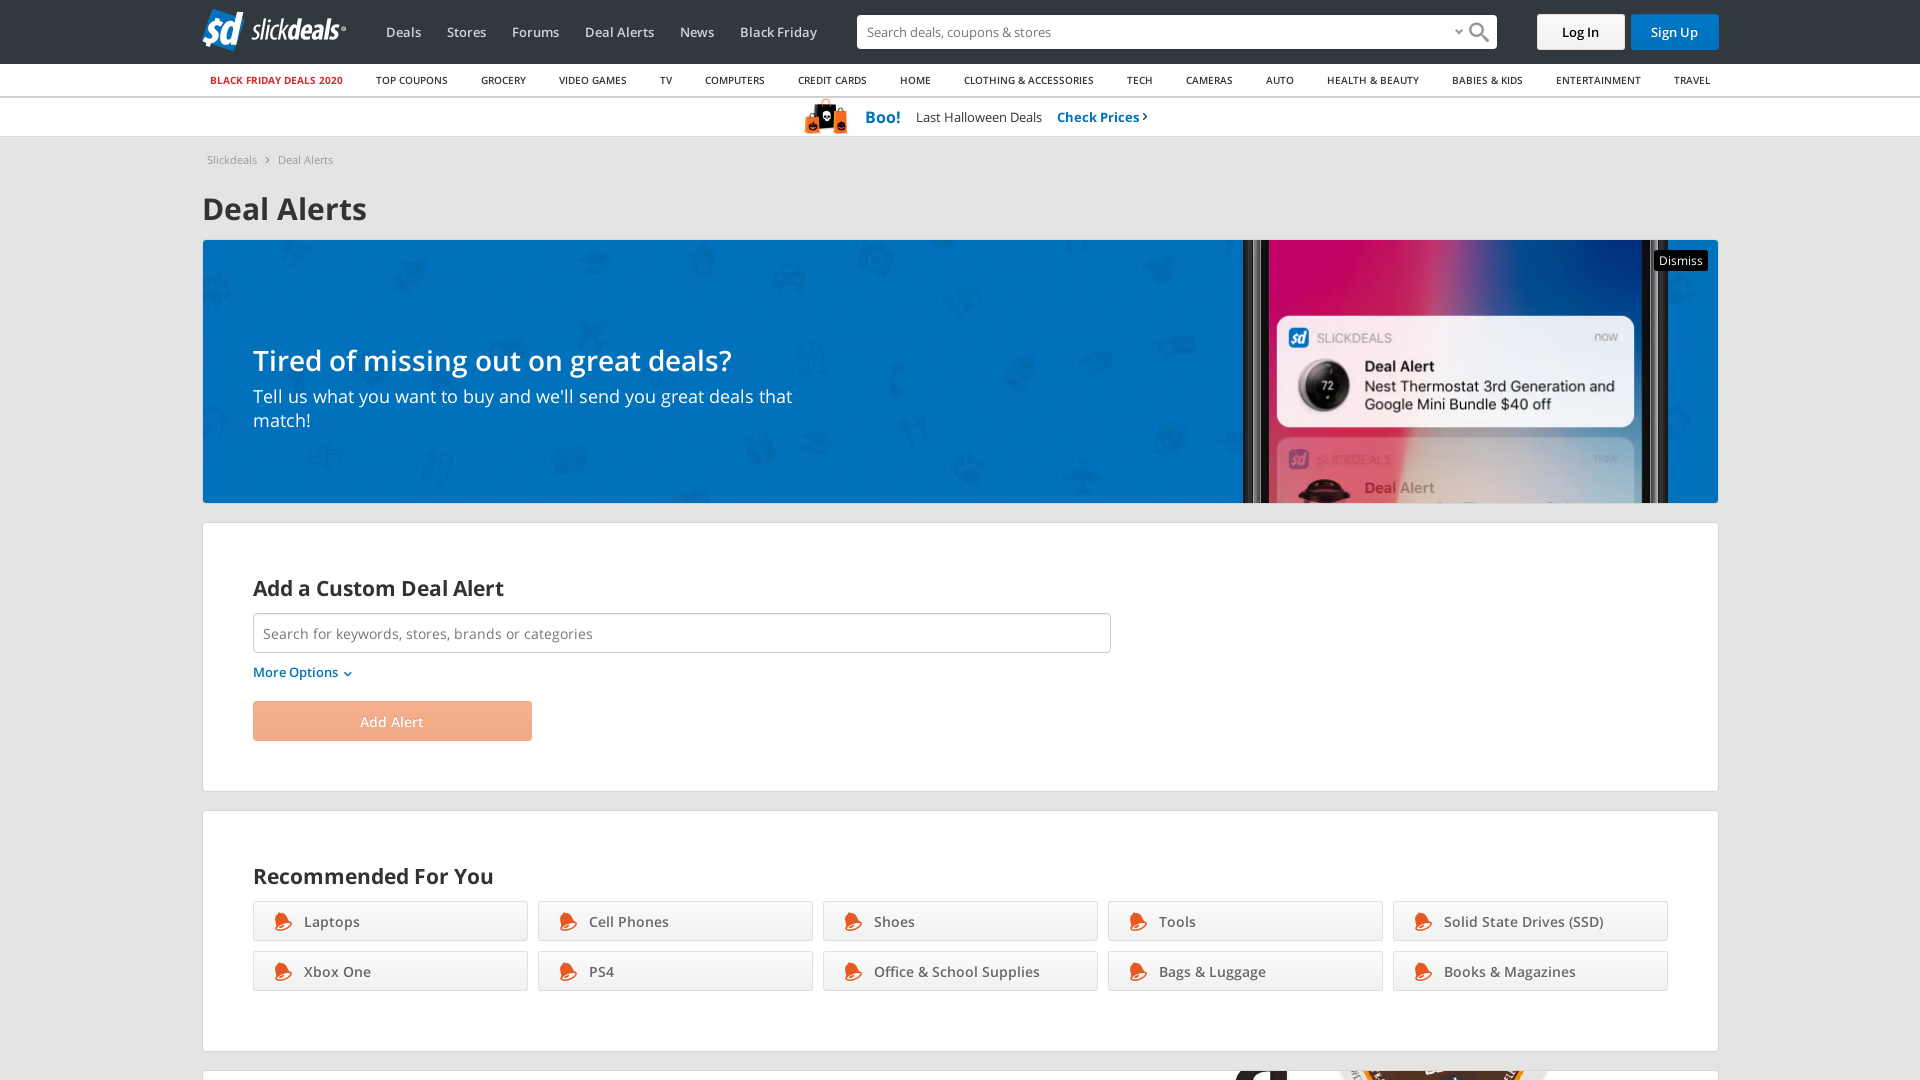 slickdeals
Deals Stores Forums Deal Alerts News Black Friday Search deals, coupons & stores Log In Sign Up
BLACK FRIDAY DEALS 2020 TOP COUPONS GROCERY VIDEO GAMES TV COMPUTERS CREDIT CARDS HOME CLOTHING & ACCESSORIES TECH CAMERAS AUTO HEALTH & BEAUTY BABIES & KIDS ENTERTAINMENT TRAVEL
Boo! Last Halloween Deals Check Prices
Slickdeals Deal Alerts
Deal Alerts
Dismiss
Tired of missing out on great deals?
Tell us what you want to buy and we'll send you great deals that
match!
sd SLICKDEALS now
Deal Alert
72 Nest Thermostat 3rd Generation and
Google Mini Bundle $40 off
sd SLICKDEALS now
Deal Alert
Add a Custom Deal Alert
Search for keywords, stores, brands or categories
More Options
Add Alert
Recommended For You
Laptops Cell Phones Shoes Tools Solid State Drives (SSD)
Xbox One PS4 Office & School Supplies Bags & Luggage Books & Magazines